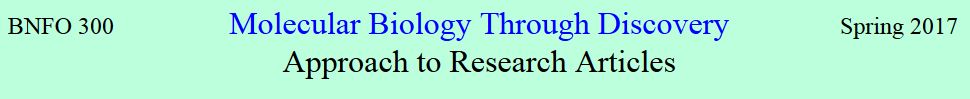 BNFO 300 Molecular Biology Through Discovery Spring 2017
Approach to Research Articles